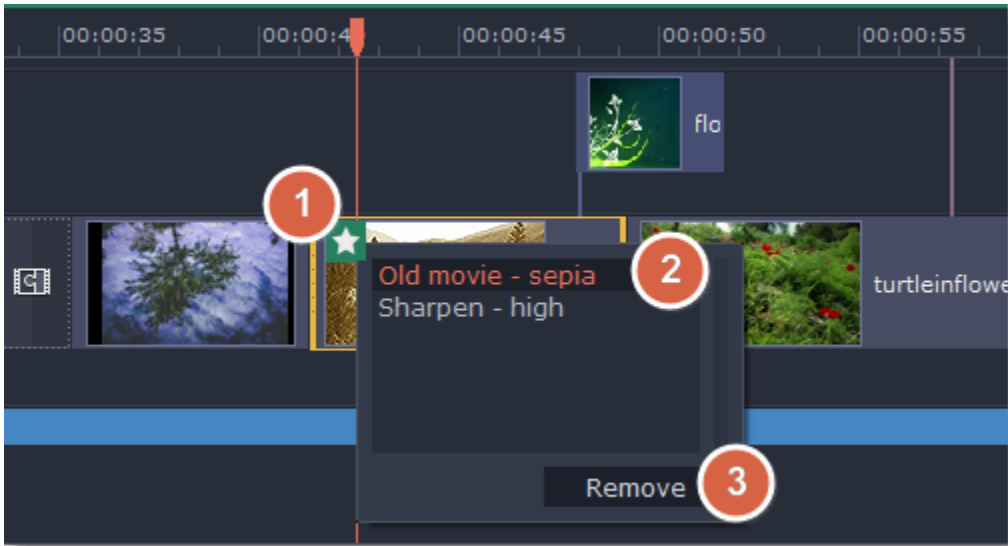 00:00:35 00:00:4 00:00:45 00:00:50 00:00:55
flo
1
2
Old movie - sepia
Sharpen - high
turtleinflowe
Remove
3